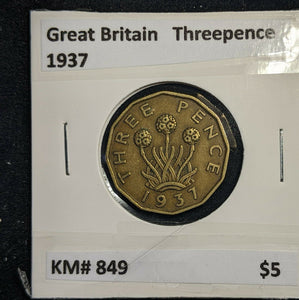 Great Britain Threepence
1937
THREE PENCE
1937
KM# 849 $5